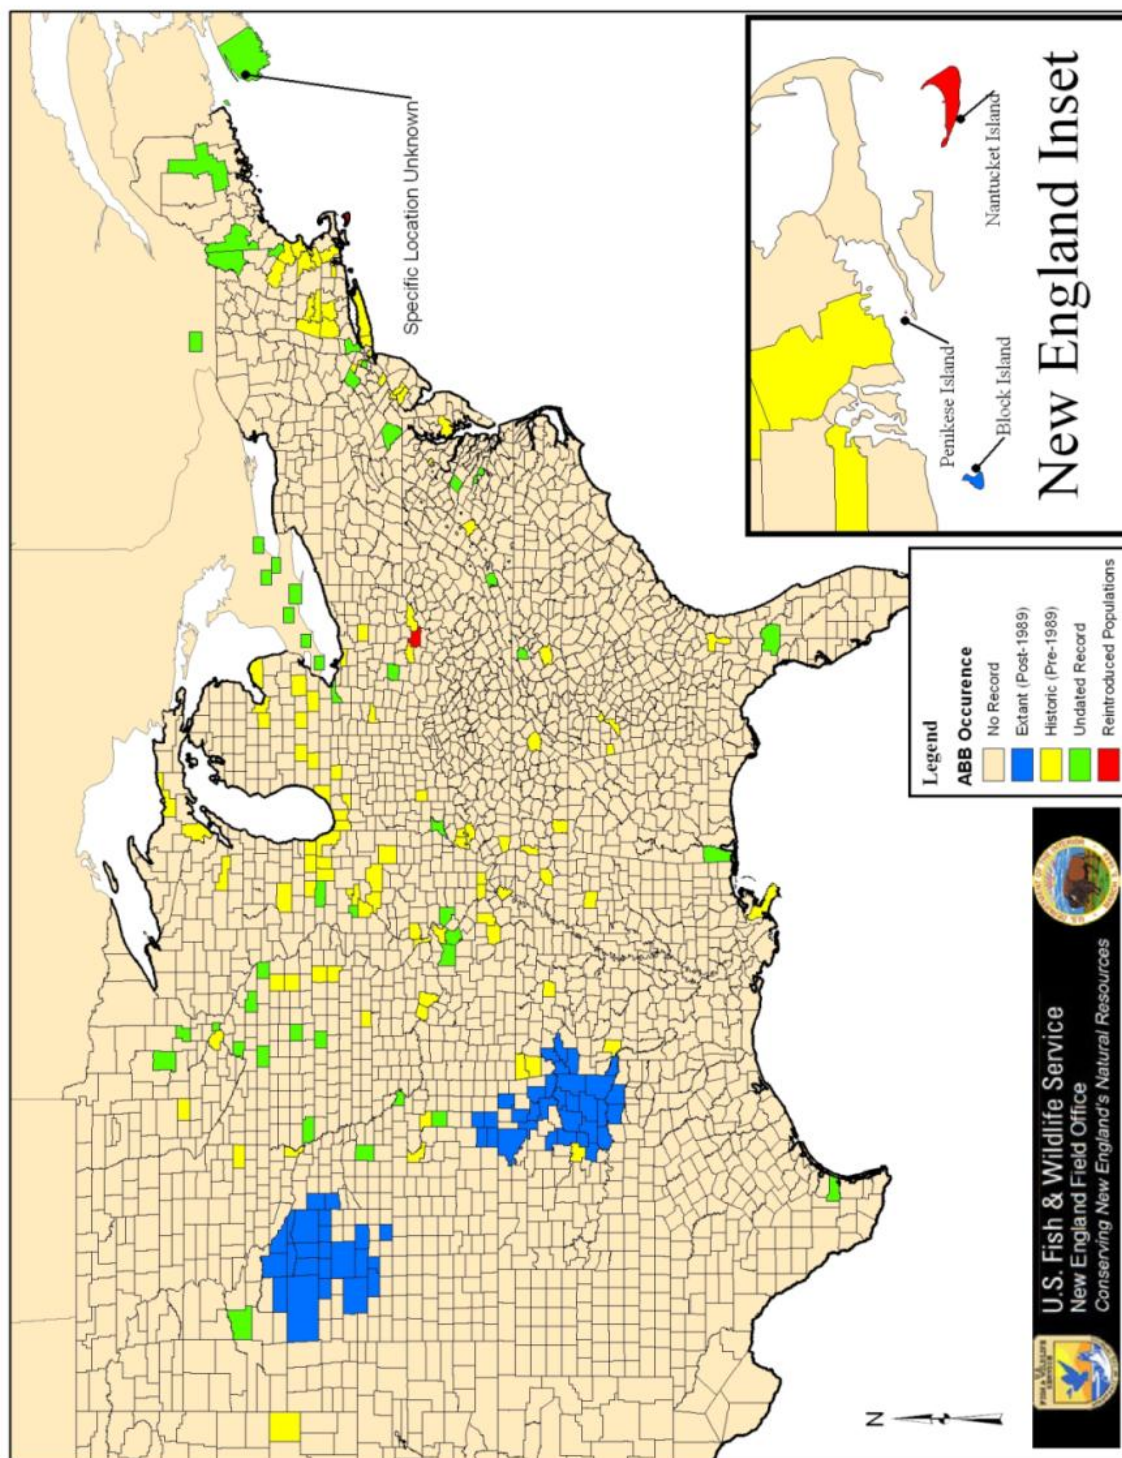 Specific Location Unknown
Nantucket Island
Penikese Island
Block Island
New England Inset
Legend
ABB Occurence
No Record
Extant (Post-1989)
Historic (Pre-1989)
Undated Record
Reintroduced Populations
N
U.S. Fish & Wildlife Service
New England Field Office
Conserving New England's Natural Resources